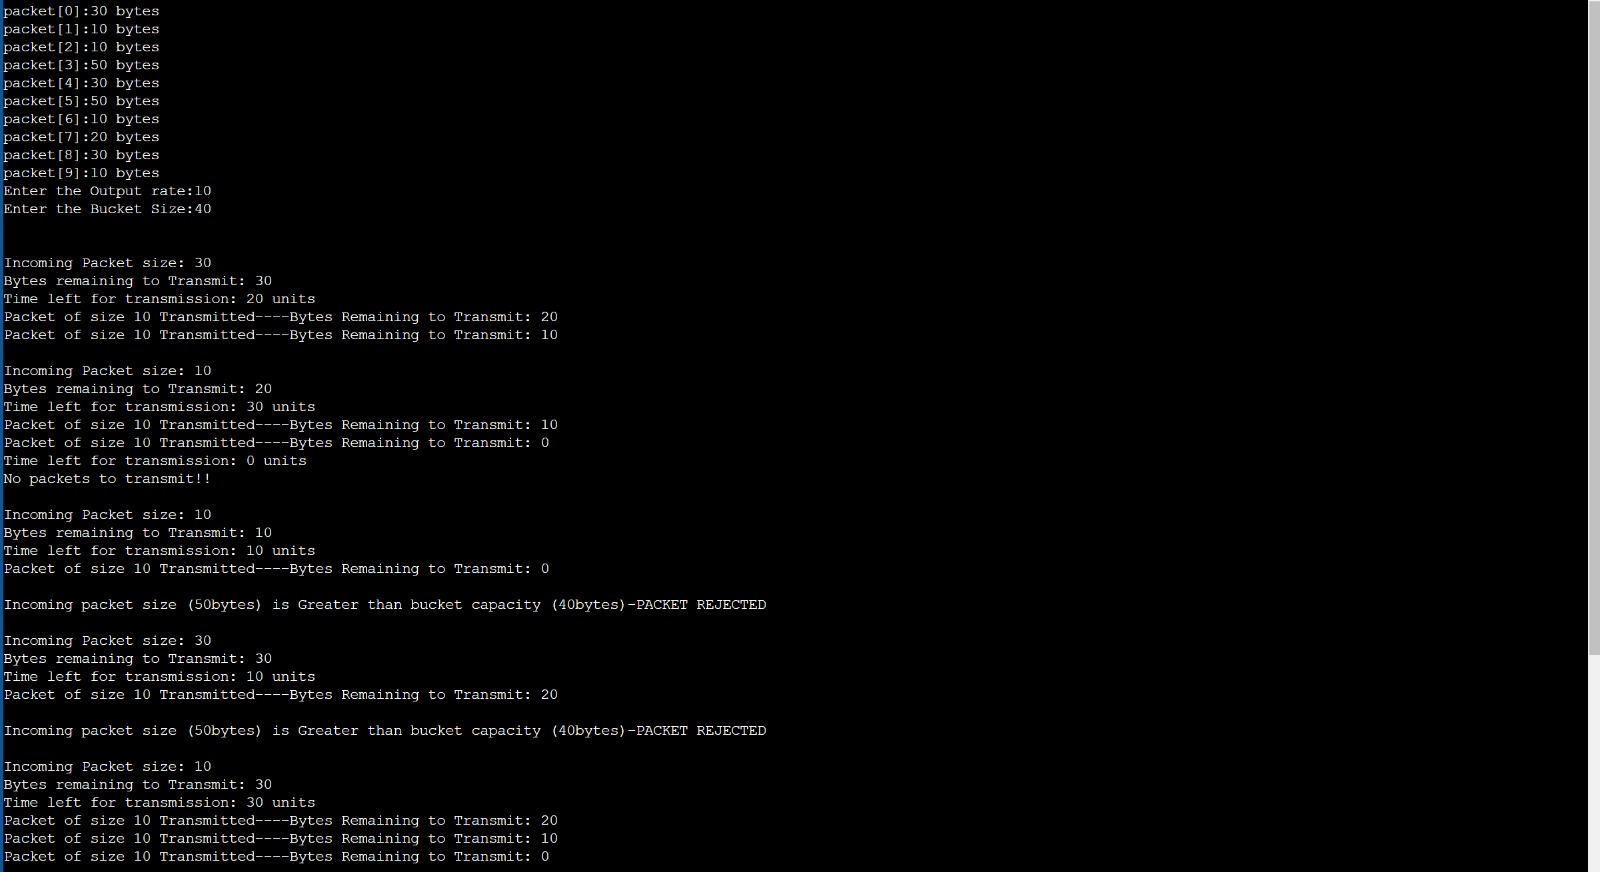 packet[0]:30 bytes
packet[1]:10 bytes
packet[2]:10 bytes
packet[3]:50 bytes
packet[4]:30 bytes
packet[5]:50 bytes
packet[6]:10 bytes
packet[7]:20 bytes
packet[8]:30 bytes
packet[9]:10 bytes
Enter the Output rate:10
Enter the Bucket Size:40
Incoming Packet size: 30
Bytes remaining to Transmit: 30
Time left for transmission: 20 units
Packet of size 10 Transmitted----Bytes Remaining to Transmit: 20
Packet of size 10 Transmitted----Bytes Remaining to Transmit: 10
Incoming Packet size: 10
Bytes remaining to Transmit: 20
Time left for transmission: 30 units
Packet of size 10 Transmitted----Bytes Remaining to Transmit: 10
Packet of size 10 Transmitted----Bytes Remaining to Transmit: 0
Time left for transmission: 0 units
No packets to transmit!!
Incoming Packet size: 10
Bytes remaining to Transmit: 10
Time left for transmission: 10 units
Packet of size 10 Transmitted----Bytes Remaining to Transmit: 0
Incoming packet size (50bytes) is Greater than bucket capacity (40bytes)-PACKET REJECTED
Incoming Packet size: 30
Bytes remaining to Transmit: 30
Time left for transmission: 10 units
Packet of size 10 Transmitted----Bytes Remaining to Transmit: 20
Incoming packet size (50bytes) is Greater than bucket capacity (40bytes)-PACKET REJECTED
Incoming Packet size: 10
Bytes remaining to Transmit: 30
Time left for transmission: 30 units
Packet of size 10 Transmitted----Bytes Remaining to Transmit: 20
Packet of size 10 Transmitted----Bytes Remaining to Transmit: 10
Packet of size 10 Transmitted----Bytes Remaining to Transmit: 0